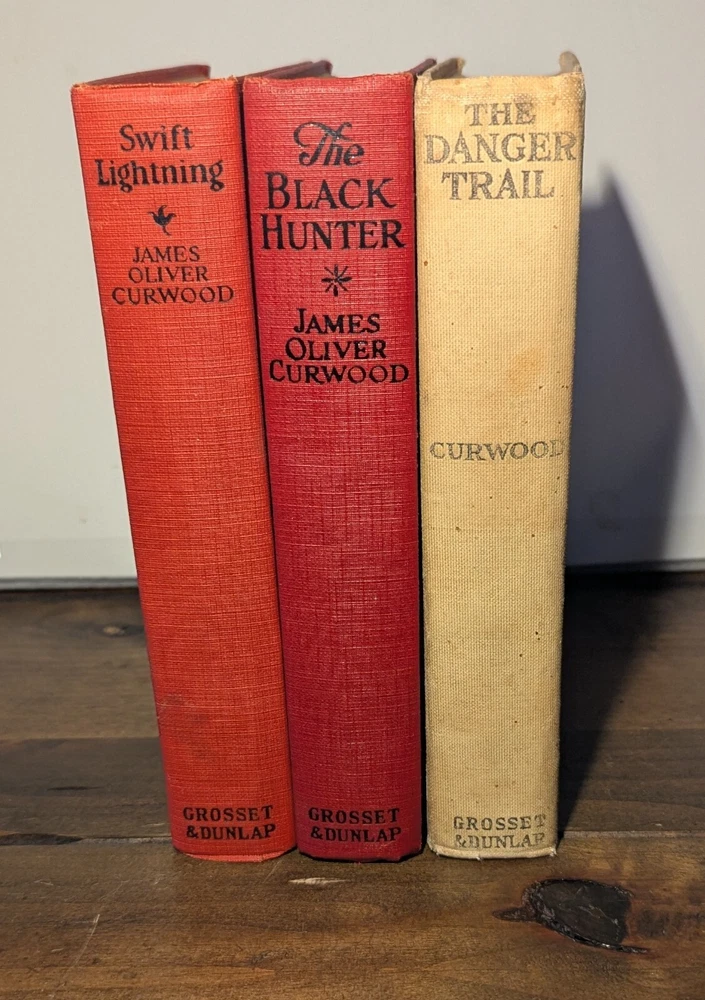 Swift
Lightning
JAMES
OLIVER
CURWOOD
GROSSET
& DUNLAP
The
BLACK
HUNTER
JAMES
OLIVER
CURWOOD
GROSSET
& DUNLAP
THE
DANGER
TRAIL
CURWOOD
GROSSET
& DUNLAP